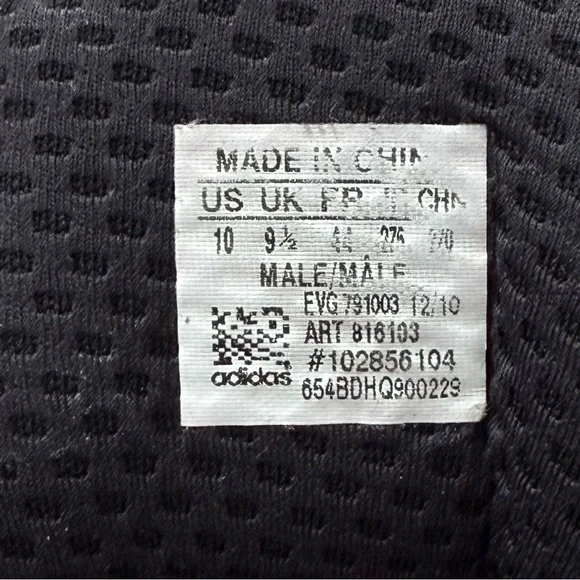 MADE IN CHIN
US UK FR J CHN
10 9½ 44 275
MALE/MÂLE
EVG 791003 12/10
ART 816103
#102856104
adidas 654BDHQ900229